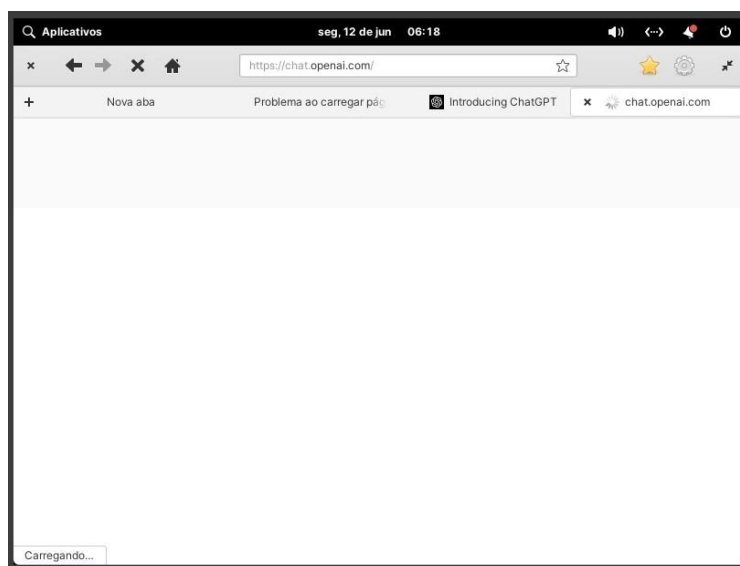 Aplicativos seg, 12 de jun 06:18
https://chat.openai.com/
Nova aba Problema ao carregar pág Introducing ChatGPT chat.openai.com
Carregando...